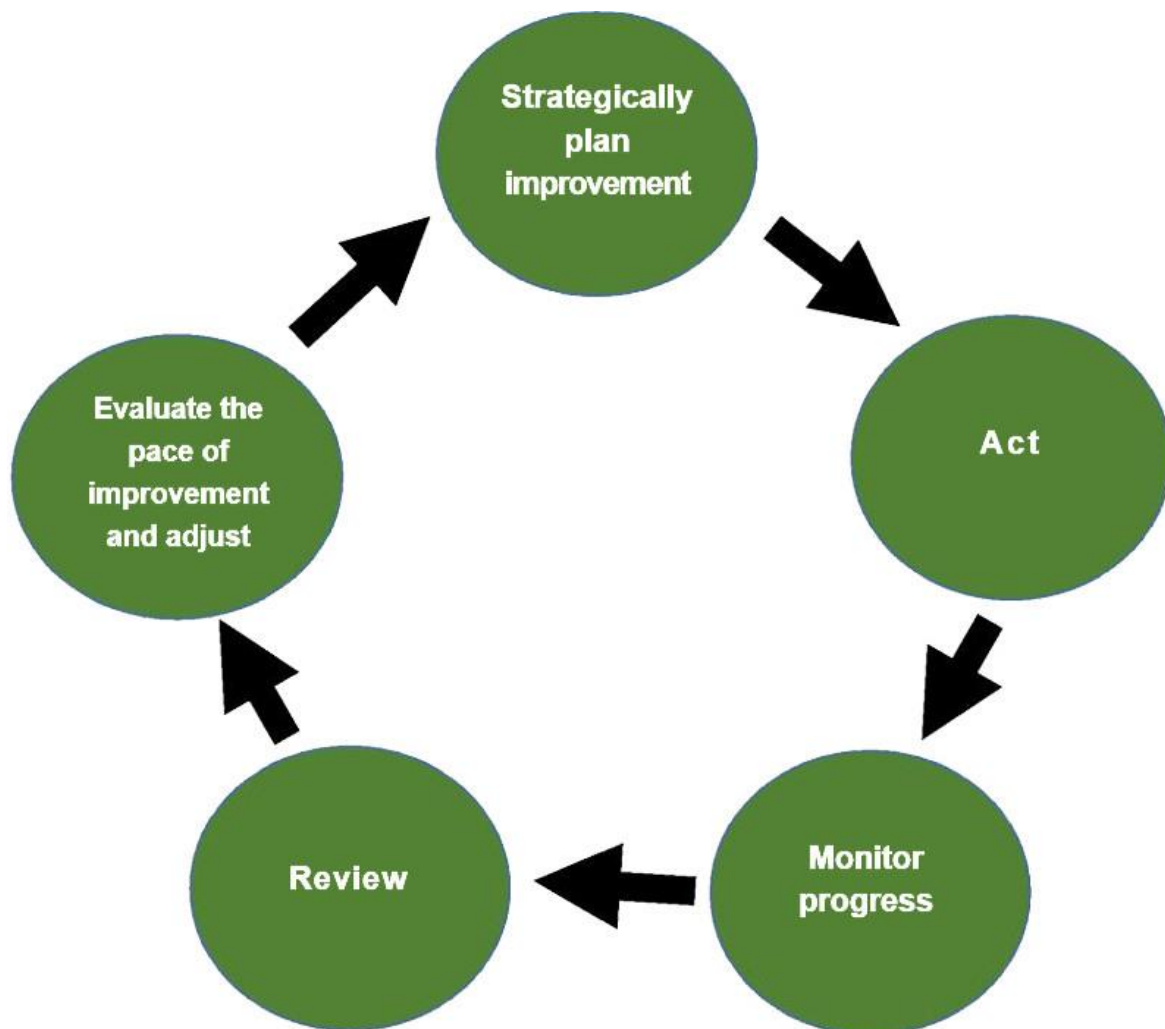 Strategically
plan
improvement
Act
Monitor
progress
Review
Evaluate the
pace of
improvement
and adjust